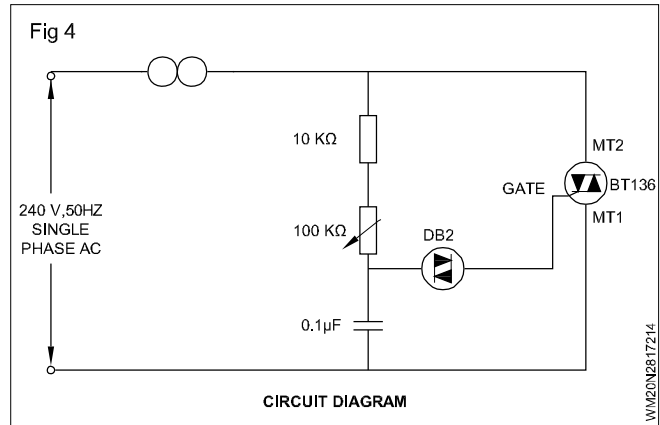 Fig 4
10 KΩ
MT2
GATE
BT136
MT1
240 V,50HZ
SINGLE
PHASE AC
100 KΩ
DB2
0.1µF
CIRCUIT DIAGRAM
WM20N2817214